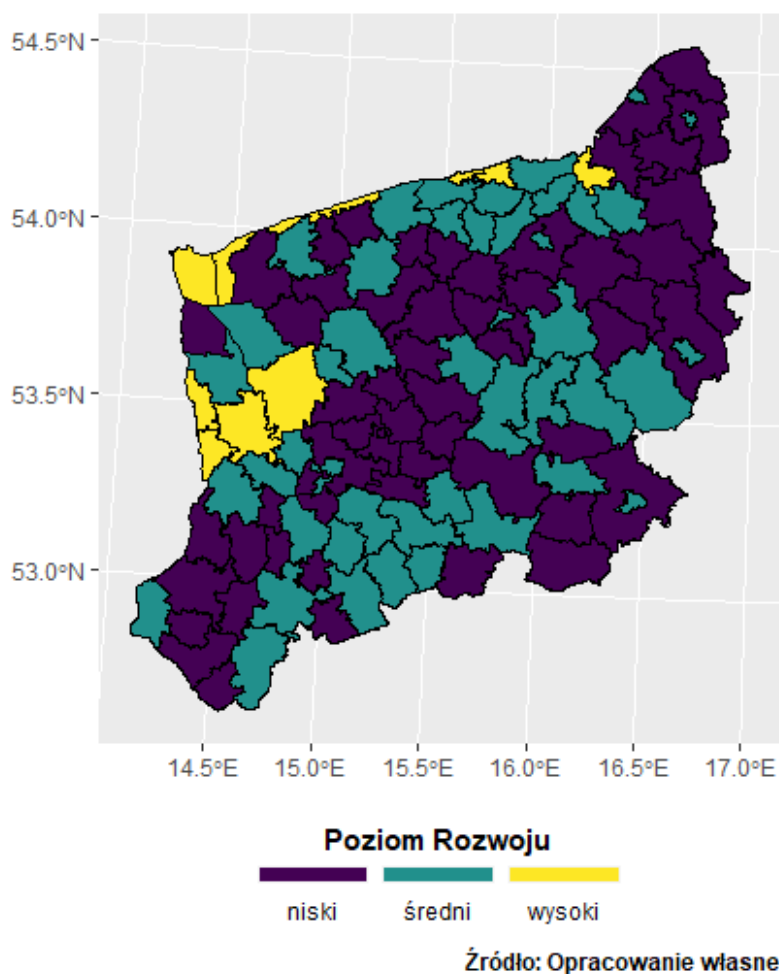 54.5°N
54.0°N
53.5°N
53.0°N
14.5°E 15.0°E 15.5°E 16.0°E 16.5°E 17.0°E
Poziom Rozwoju
niski średni wysoki
Źródło: Opracowanie własne